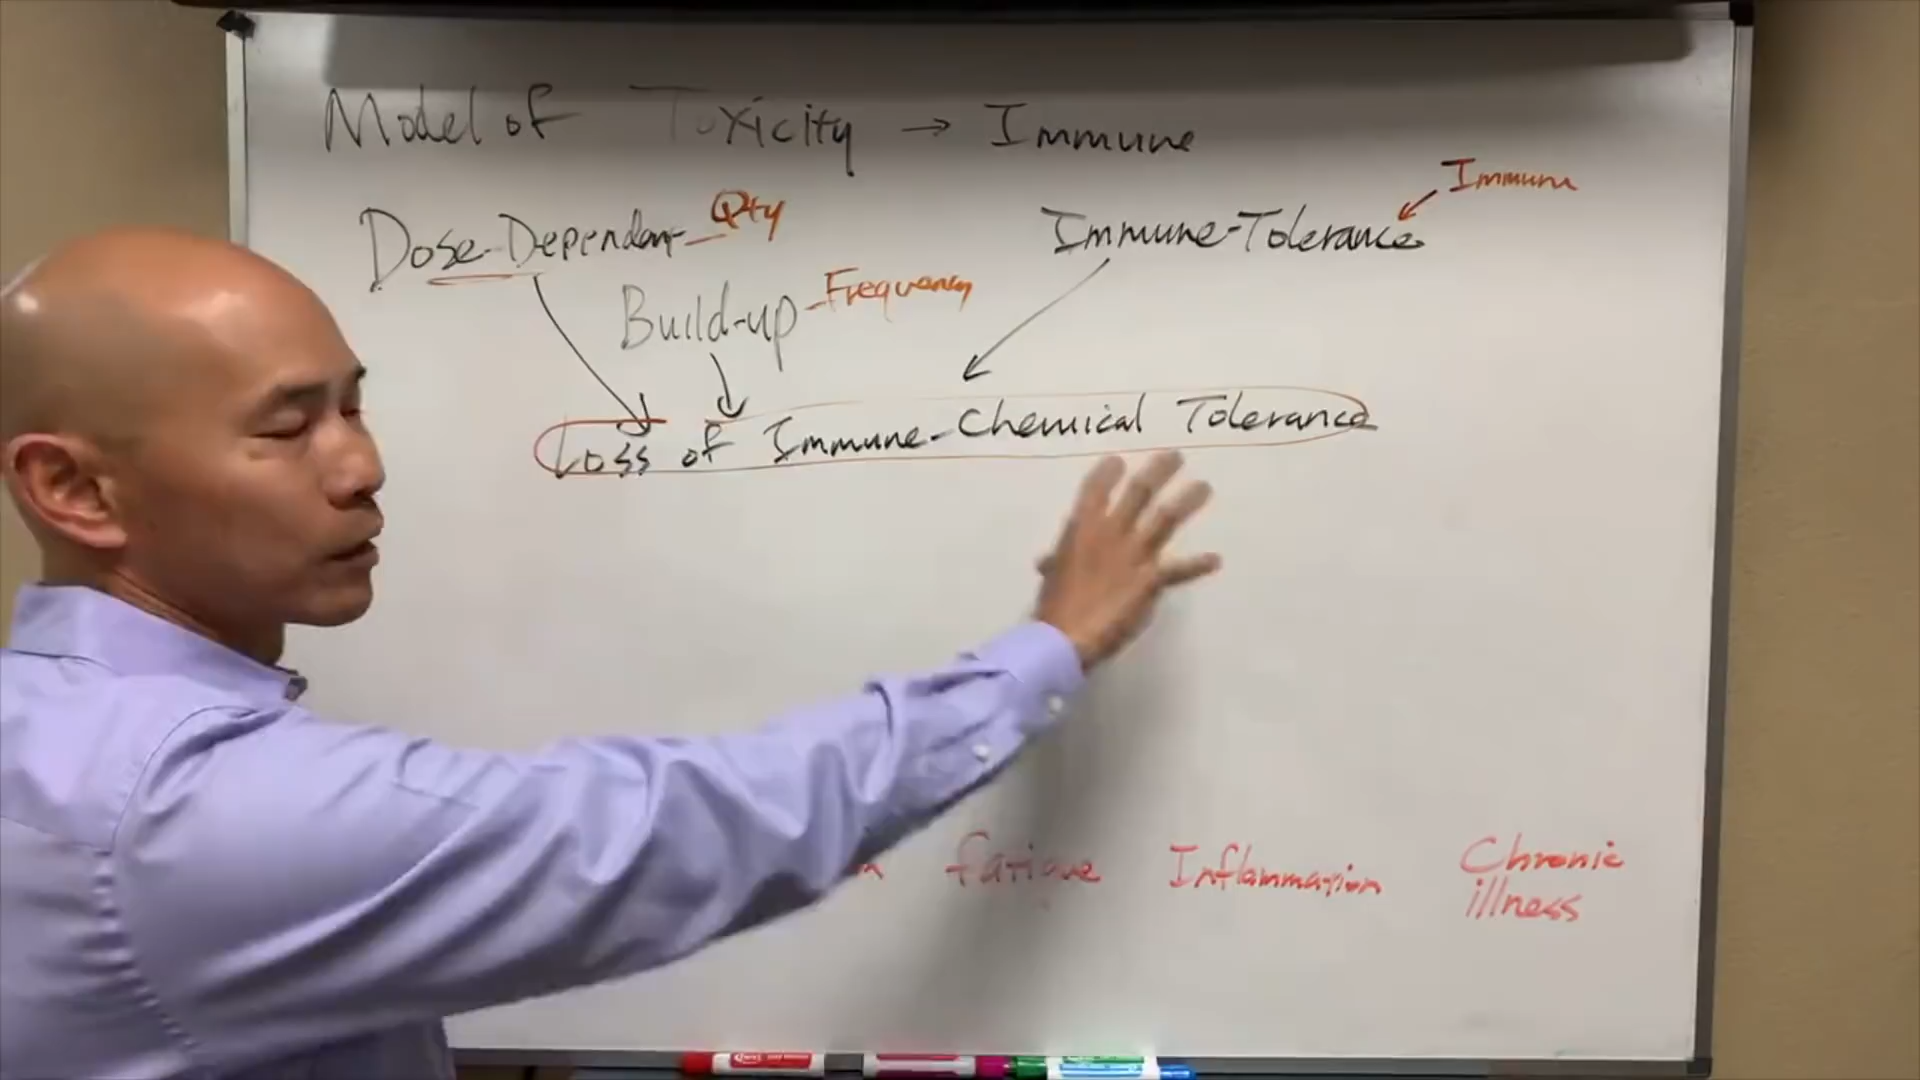 Model of Toxicity → Immune
Immune
Dose-Dependant - Qty
Immune-Tolerance
Build-up - Frequency
Loss of Immune-Chemical Tolerance
fatigue Inflammation Chronic
illness